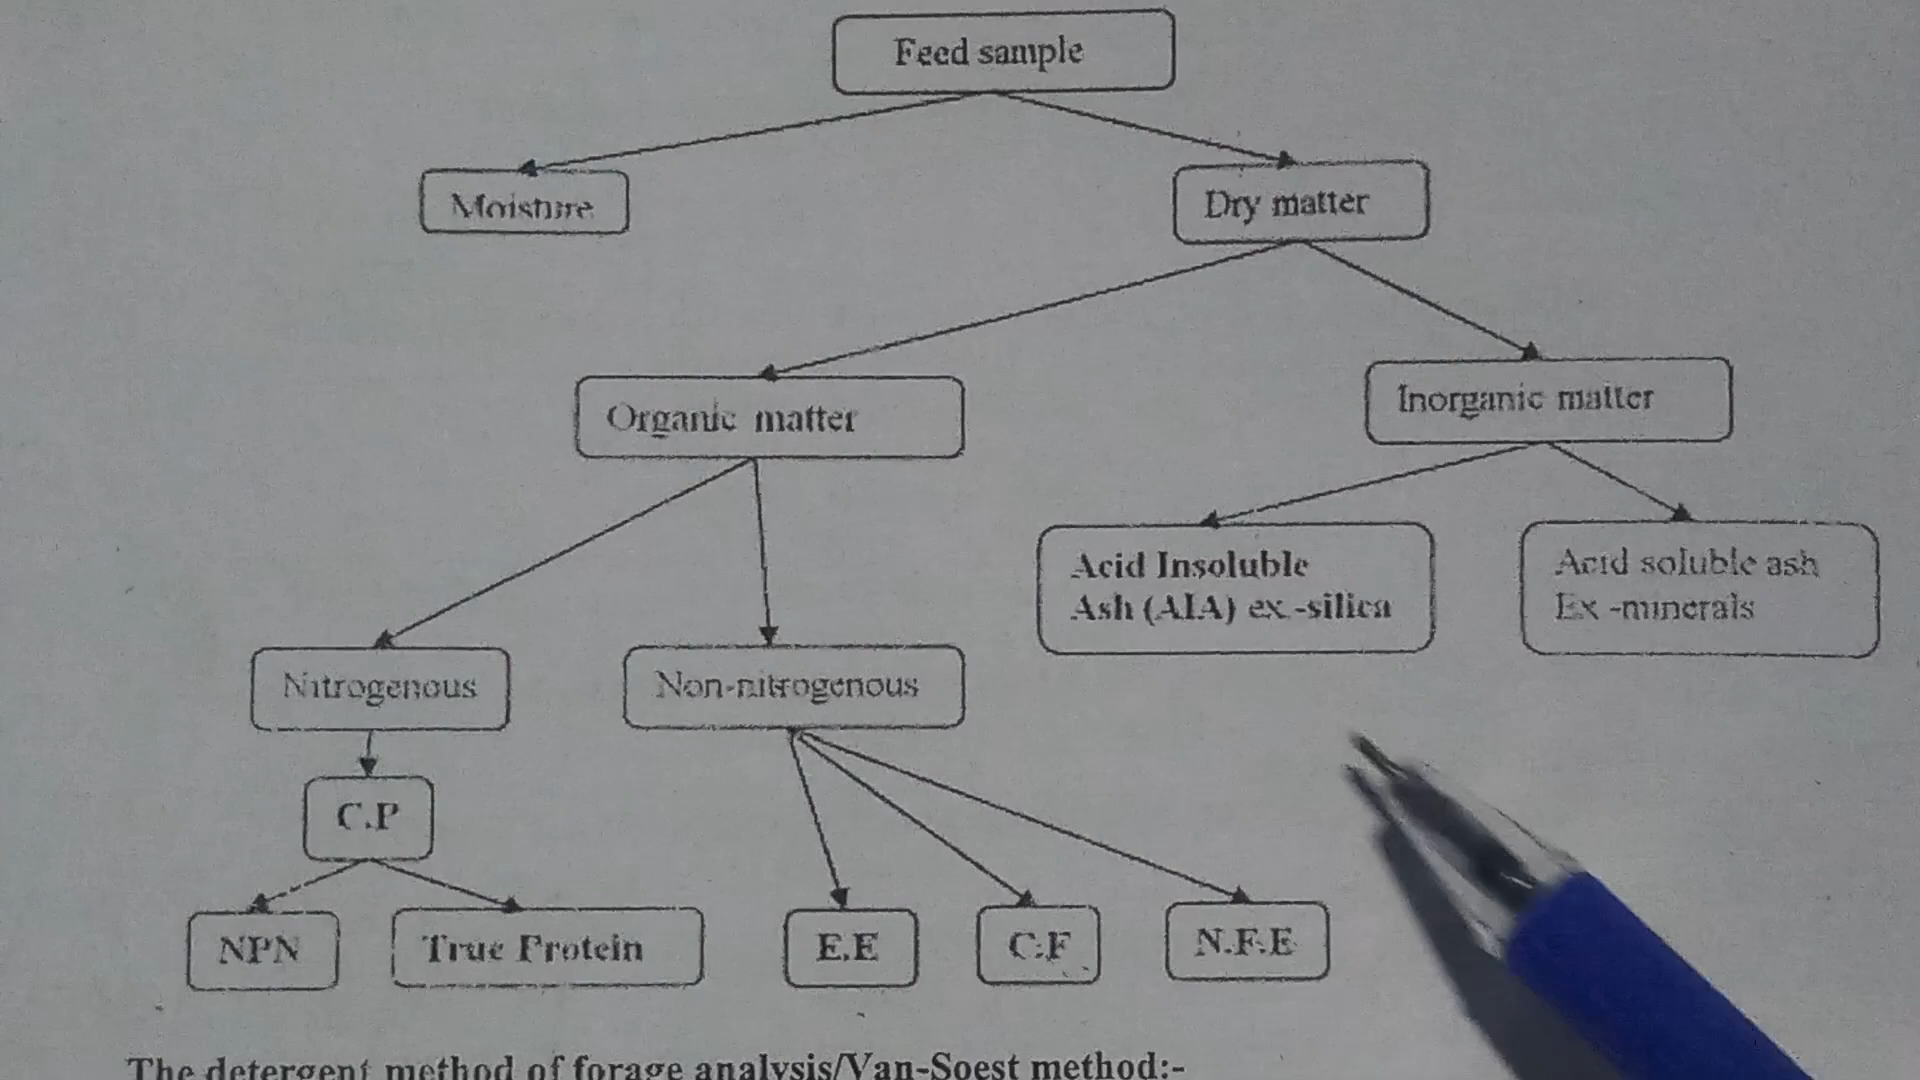 Feed sample
Moisture
Dry matter
Organic matter
Inorganic matter
Acid Insoluble
Ash (AIA) ex.-silica
Acid soluble ash
Ex -minerals
Nitrogenous
Non-nitrogenous
C.P
NPN
True Protein
E.E
C.F
N.F.E
The detergent method of forage analysis/Van-Soest method:-